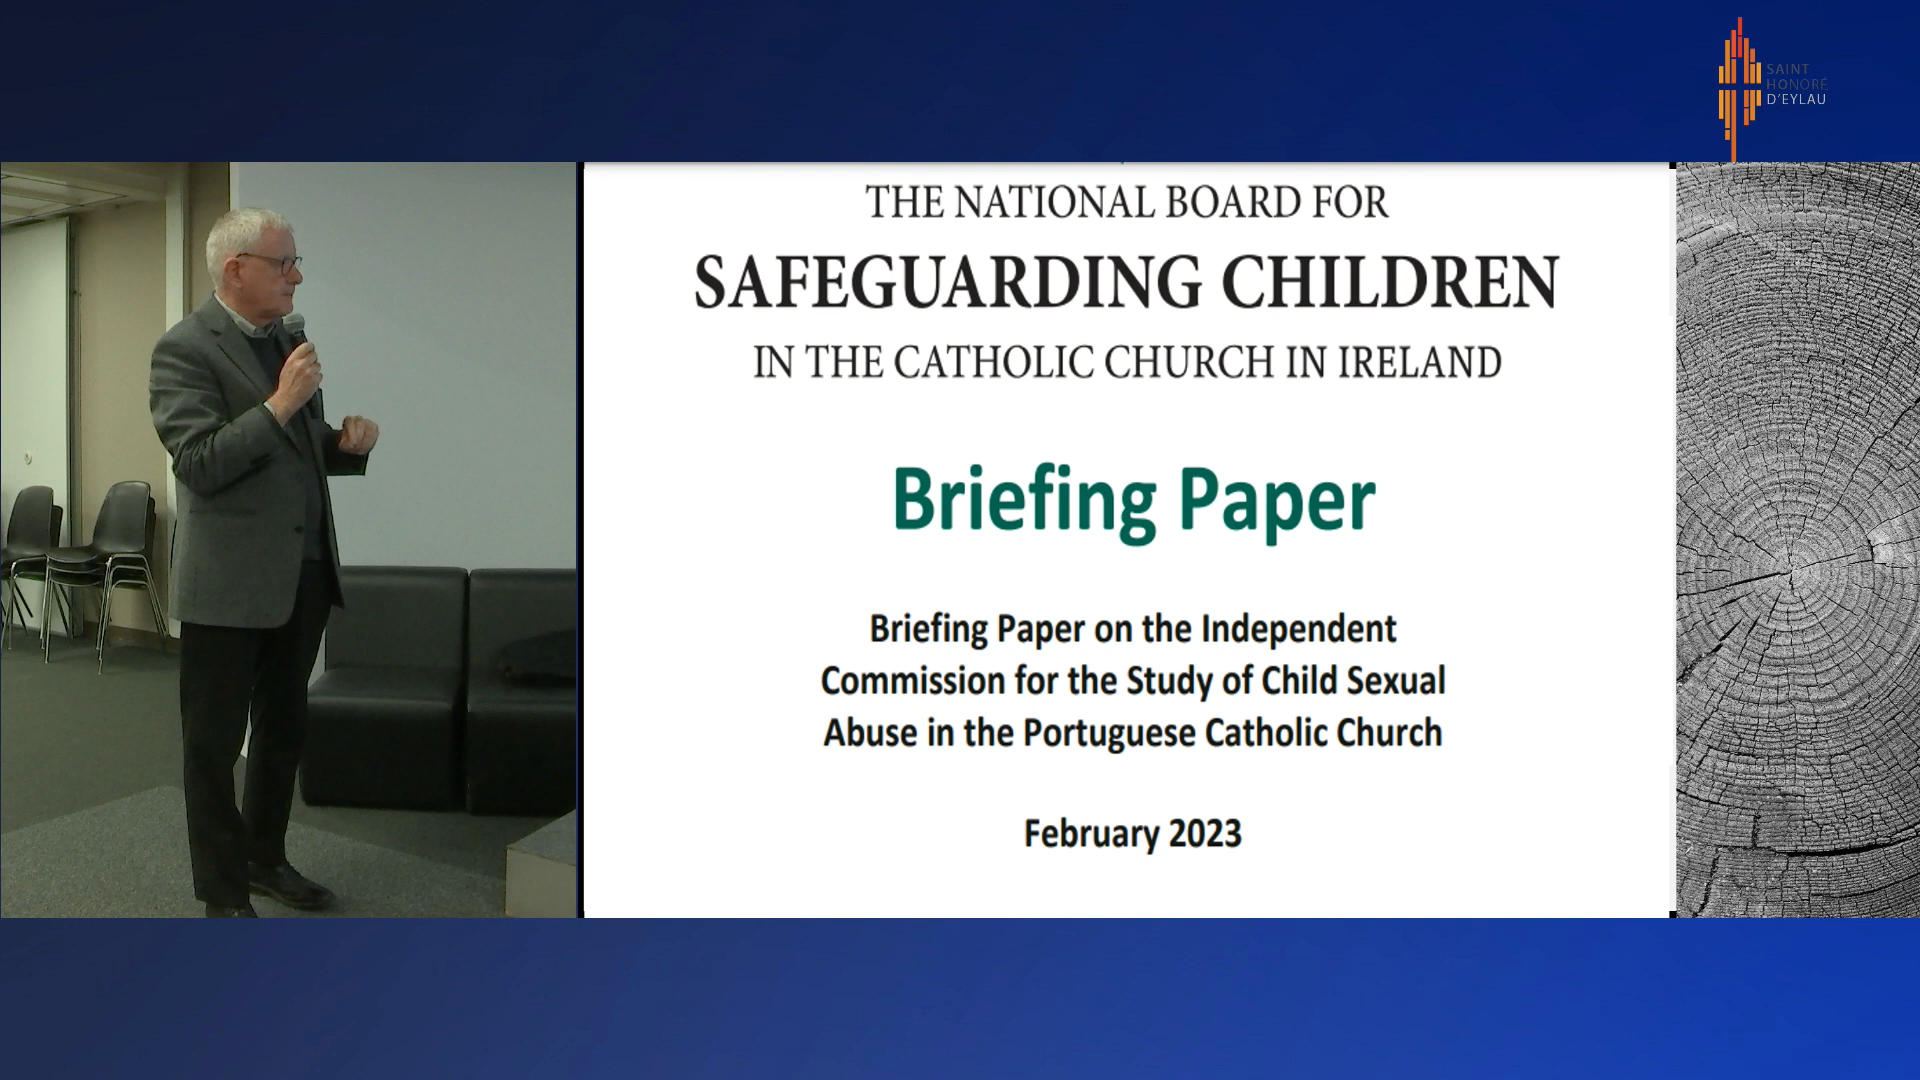 SAINT
HONORÉ
D'EYLAU
THE NATIONAL BOARD FOR
SAFEGUARDING CHILDREN
IN THE CATHOLIC CHURCH IN IRELAND
Briefing Paper
Briefing Paper on the Independent
Commission for the Study of Child Sexual
Abuse in the Portuguese Catholic Church
February 2023